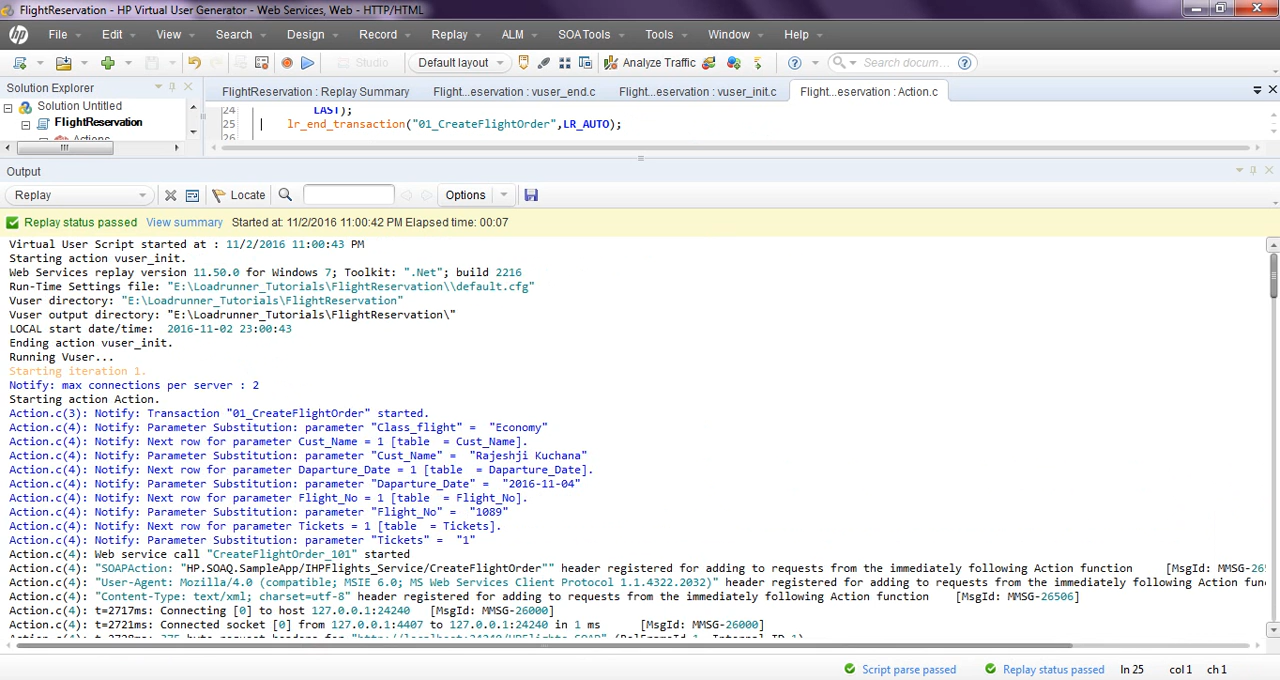 FlightReservation - HP Virtual User Generator - Web Services, Web - HTTP/HTML
hp File Edit View Search Design Record Replay ALM SOA Tools Tools Window Help
Studio Default layout Analyze Traffic Search docum...
Solution Explorer
Solution Untitled
FlightReservation
Actions
FlightReservation : Replay Summary Flight...eservation : vuser_end.c Flight...eservation : vuser_init.c Flight...eservation : Action.c
24 LAST);
25 lr_end_transaction("01_CreateFlightOrder",LR_AUTO);
26
Output
Replay Locate Options
Replay status passed View summary Started at: 11/2/2016 11:00:42 PM Elapsed time: 00:07
Virtual User Script started at : 11/2/2016 11:00:43 PM
Starting action vuser_init.
Web Services replay version 11.50.0 for Windows 7; Toolkit: ".Net"; build 2216
Run-Time Settings file: "E:\Loadrunner_Tutorials\FlightReservation\\default.cfg"
Vuser directory: "E:\Loadrunner_Tutorials\FlightReservation"
Vuser output directory: "E:\Loadrunner_Tutorials\FlightReservation\"
LOCAL start date/time:  2016-11-02 23:00:43
Ending action vuser_init.
Running Vuser...
Starting iteration 1.
Notify: max connections per server : 2
Starting action Action.
Action.c(3): Notify: Transaction "01_CreateFlightOrder" started.
Action.c(4): Notify: Parameter Substitution: parameter "Class_flight" =  "Economy"
Action.c(4): Notify: Next row for parameter Cust_Name = 1 [table  = Cust_Name].
Action.c(4): Notify: Parameter Substitution: parameter "Cust_Name" =  "Rajeshji Kuchana"
Action.c(4): Notify: Next row for parameter Daparture_Date = 1 [table  = Daparture_Date].
Action.c(4): Notify: Parameter Substitution: parameter "Daparture_Date" =  "2016-11-04"
Action.c(4): Notify: Next row for parameter Flight_No = 1 [table  = Flight_No].
Action.c(4): Notify: Parameter Substitution: parameter "Flight_No" =  "1089"
Action.c(4): Notify: Next row for parameter Tickets = 1 [table  = Tickets].
Action.c(4): Notify: Parameter Substitution: parameter "Tickets" =  "1"
Action.c(4): Web service call "CreateFlightOrder_101" started
Action.c(4): "SOAPAction: "HP.SOAQ.SampleApp/IHPFlights_Service/CreateFlightOrder"" header registered for adding to requests from the immediately following Action function [MsgId: MMSG-26
Action.c(4): "User-Agent: Mozilla/4.0 (compatible; MSIE 6.0; MS Web Services Client Protocol 1.1.4322.2032)" header registered for adding to requests from the immediately following Action fun
Action.c(4): "Content-Type: text/xml; charset=utf-8" header registered for adding to requests from the immediately following Action function [MsgId: MMSG-26506]
Action.c(4): t=2717ms: Connecting [0] to host 127.0.0.1:24240 [MsgId: MMSG-26000]
Action.c(4): t=2721ms: Connected socket [0] from 127.0.0.1:4407 to 127.0.0.1:24240 in 1 ms [MsgId: MMSG-26000]
Script parse passed Replay status passed ln 25 col 1 ch 1